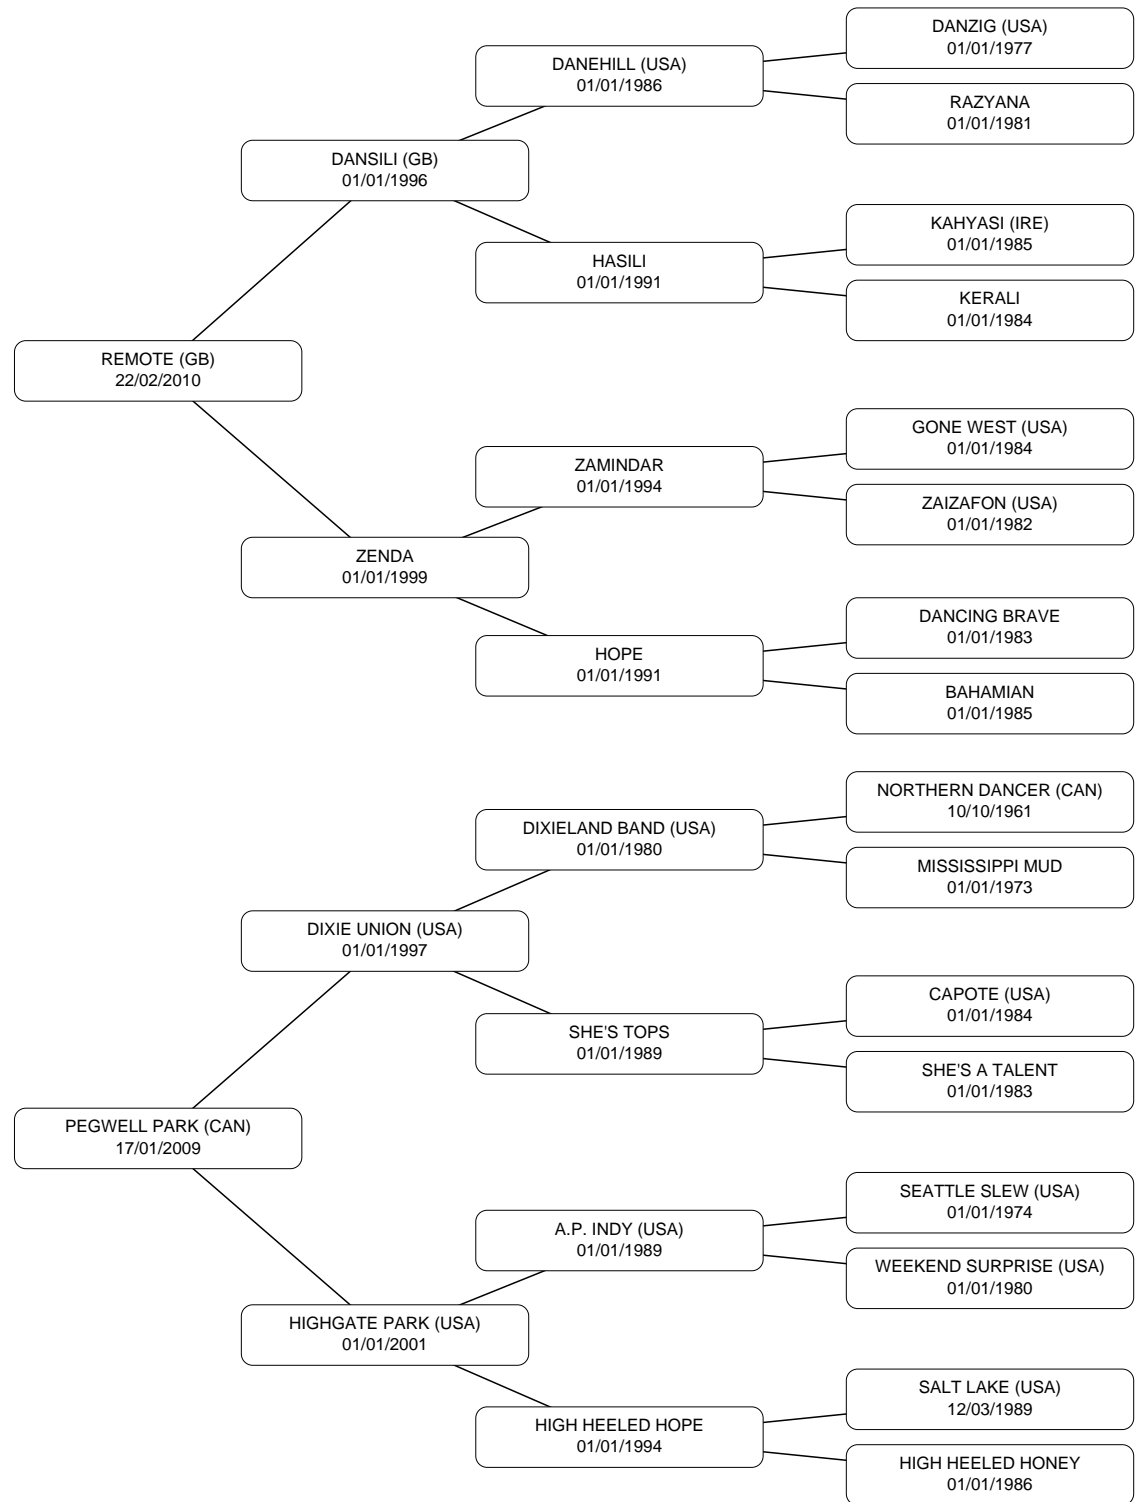 DANZIG (USA)
01/01/1977
DANEHILL (USA)
01/01/1986
RAZYANA
01/01/1981
DANSILI (GB)
01/01/1996
KAHYASI (IRE)
01/01/1985
HASILI
01/01/1991
KERALI
01/01/1984
REMOTE (GB)
22/02/2010
GONE WEST (USA)
01/01/1984
ZAMINDAR
01/01/1994
ZAIZAFON (USA)
01/01/1982
ZENDA
01/01/1999
DANCING BRAVE
01/01/1983
HOPE
01/01/1991
BAHAMIAN
01/01/1985
NORTHERN DANCER (CAN)
10/10/1961
DIXIELAND BAND (USA)
01/01/1980
MISSISSIPPI MUD
01/01/1973
DIXIE UNION (USA)
01/01/1997
CAPOTE (USA)
01/01/1984
SHE'S TOPS
01/01/1989
SHE'S A TALENT
01/01/1983
PEGWELL PARK (CAN)
17/01/2009
SEATTLE SLEW (USA)
01/01/1974
A.P. INDY (USA)
01/01/1989
WEEKEND SURPRISE (USA)
01/01/1980
HIGHGATE PARK (USA)
01/01/2001
SALT LAKE (USA)
12/03/1989
HIGH HEELED HOPE
01/01/1994
HIGH HEELED HONEY
01/01/1986